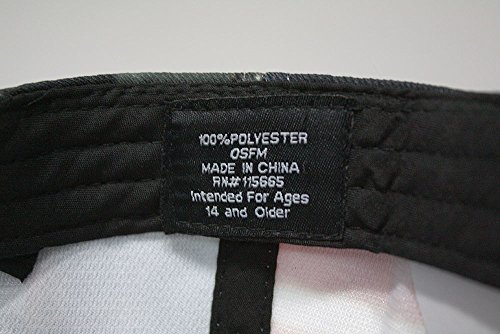 100%POLYESTER
OSFM
MADE IN CHINA
RN#115665
Intended For Ages
14 and Older